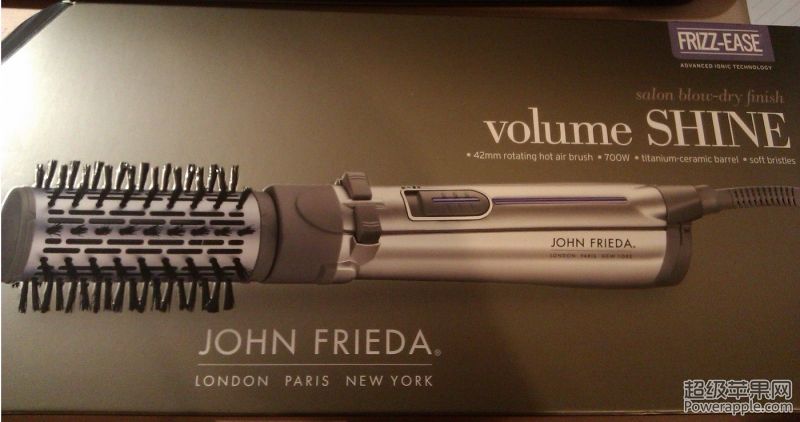 FRIZZ-EASE
ADVANCED IONIC TECHNOLOGY
salon blow-dry finish
volume SHINE
• 42mm rotating hot air brush • 700W • titanium-ceramic barrel • soft bristles
JOHN FRIEDA®
LONDON PARIS NEW YORK
JOHN FRIEDA®
LONDON PARIS NEW YORK
超级苹果网
Powerapple.com